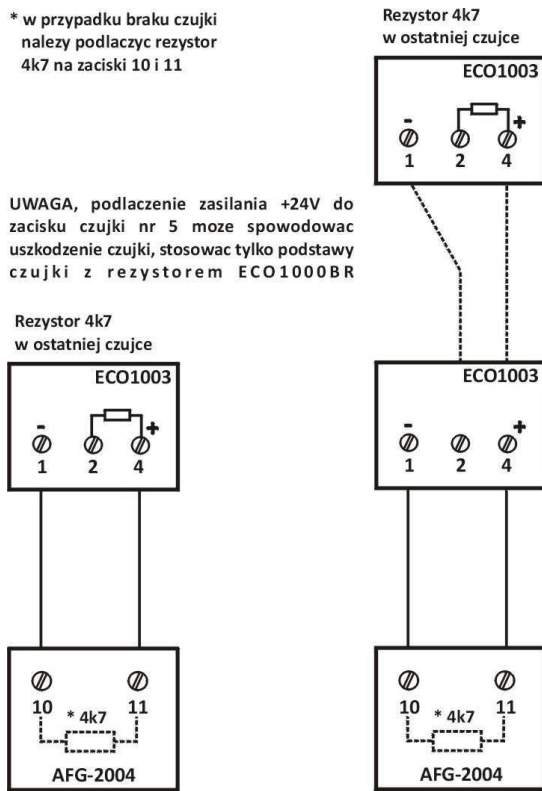 * w przypadku braku czujki
nalezy podlaczyc rezystor
4k7 na zaciski 10 i 11
UWAGA, podlaczenie zasilania +24V do
zacisku czujki nr 5 moze spowodowac
uszkodzenie czujki, stosowac tylko podstawy
czujki z rezystorem ECO1000BR
Rezystor 4k7
w ostatniej czujce
ECO1003
- +
1 2 4
10 11
* 4k7
AFG-2004
Rezystor 4k7
w ostatniej czujce
ECO1003
- +
1 2 4
ECO1003
- +
1 2 4
10 11
* 4k7
AFG-2004